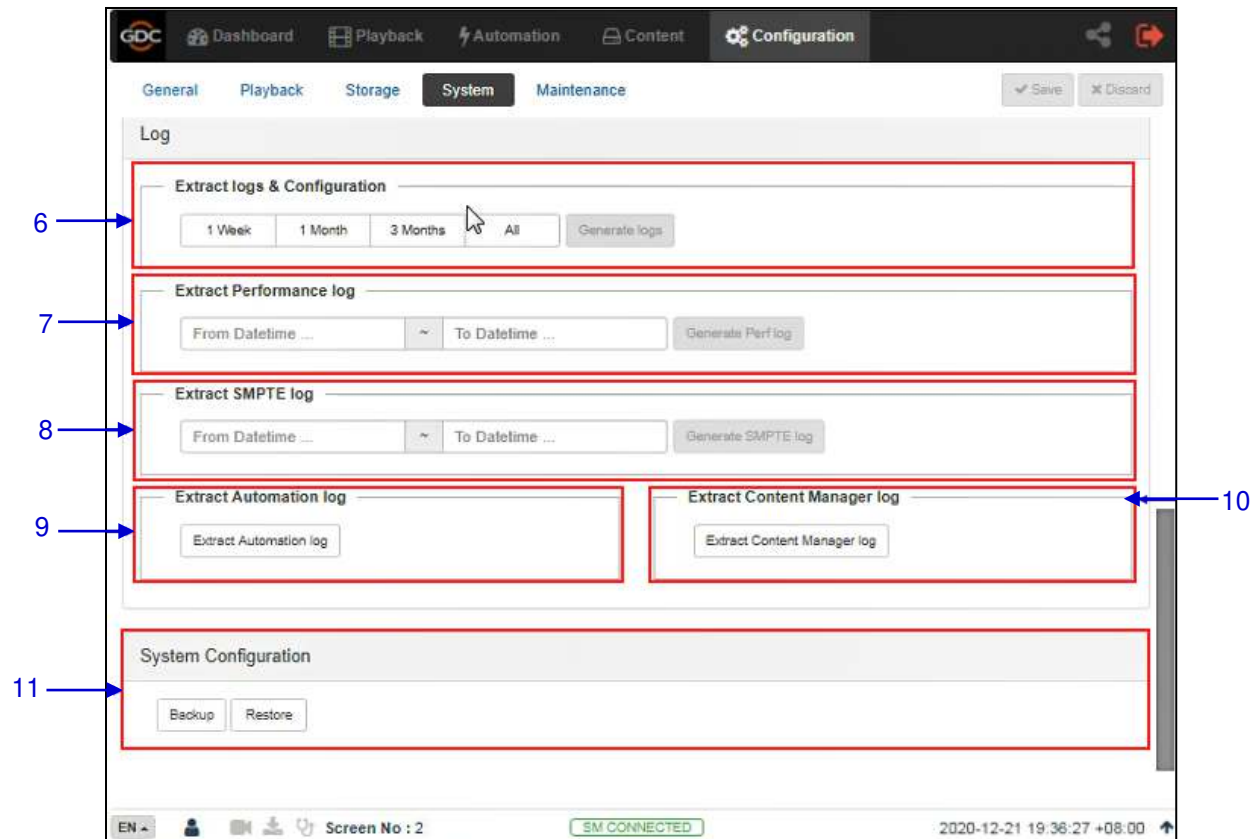 GDC Dashboard Playback Automation Content Configuration
General Playback Storage System Maintenance Save Discard
Log
Extract logs & Configuration
6
1 Week 1 Month 3 Months All Generate logs
Extract Performance log
7
From Datetime ... ~ To Datetime ... Generate Perf log
Extract SMPTE log
8
From Datetime ... ~ To Datetime ... Generate SMPTE log
Extract Automation log Extract Content Manager log
10
9
Extract Automation log Extract Content Manager log
System Configuration
11
Backup Restore
EN Screen No : 2 SM CONNECTED 2020-12-21 19:36:27 +08:00